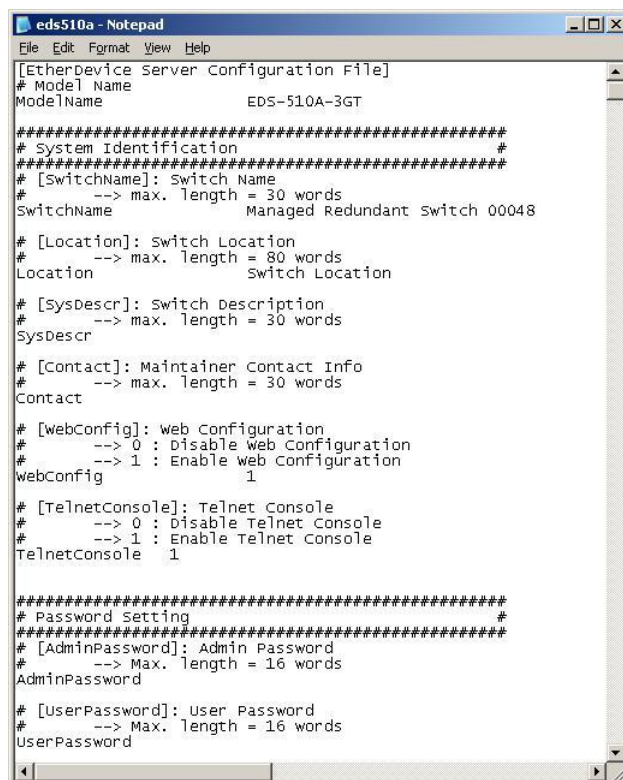 eds510a - Notepad
File Edit Format View Help
[EtherDevice Server Configuration File]
# Model Name
ModelName EDS-510A-3GT
##################################################
# System Identification #
##################################################
# [SwitchName]: Switch Name
# --> max. length = 30 words
SwitchName Managed Redundant Switch 00048
# [Location]: Switch Location
# --> max. length = 80 words
Location Switch Location
# [SysDescr]: Switch Description
# --> max. length = 30 words
SysDescr
# [Contact]: Maintainer Contact Info
# --> max. length = 30 words
Contact
# [WebConfig]: Web Configuration
# --> 0 : Disable Web Configuration
# --> 1 : Enable Web Configuration
WebConfig 1
# [TelnetConsole]: Telnet Console
# --> 0 : Disable Telnet Console
# --> 1 : Enable Telnet Console
TelnetConsole 1
##################################################
# Password Setting #
##################################################
# [AdminPassword]: Admin Password
# --> Max. length = 16 words
AdminPassword
# [UserPassword]: User Password
# --> Max. length = 16 words
UserPassword